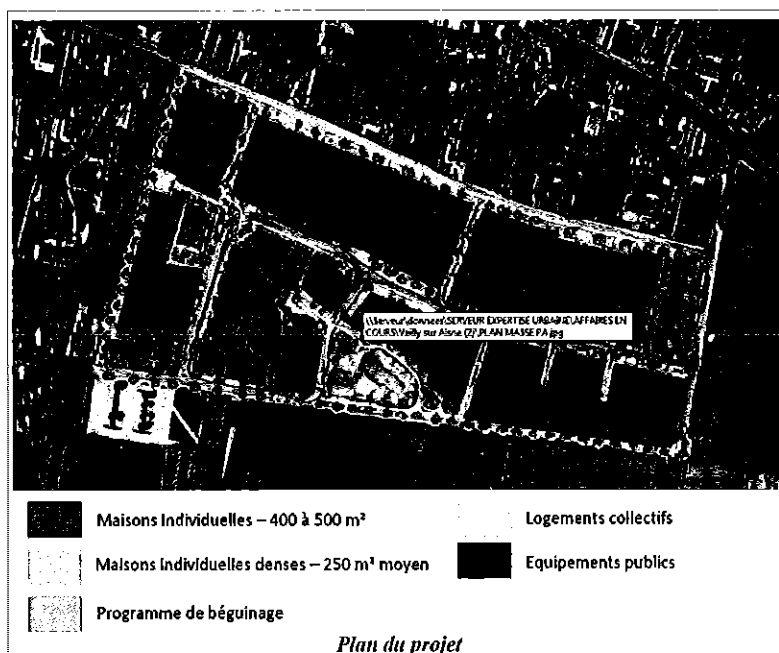 \\Serveur\donnees\SERVEUR EXPERTISE URBAINE\AFFAIRES EN
COURS\Vailly sur Aisne (2)\PLAN MASSE PA.jpg
Maisons Individuelles – 400 à 500 m²
Logements collectifs
Maisons Individuelles denses – 250 m² moyen
Equipements publics
Programme de béguinage
Plan du projet